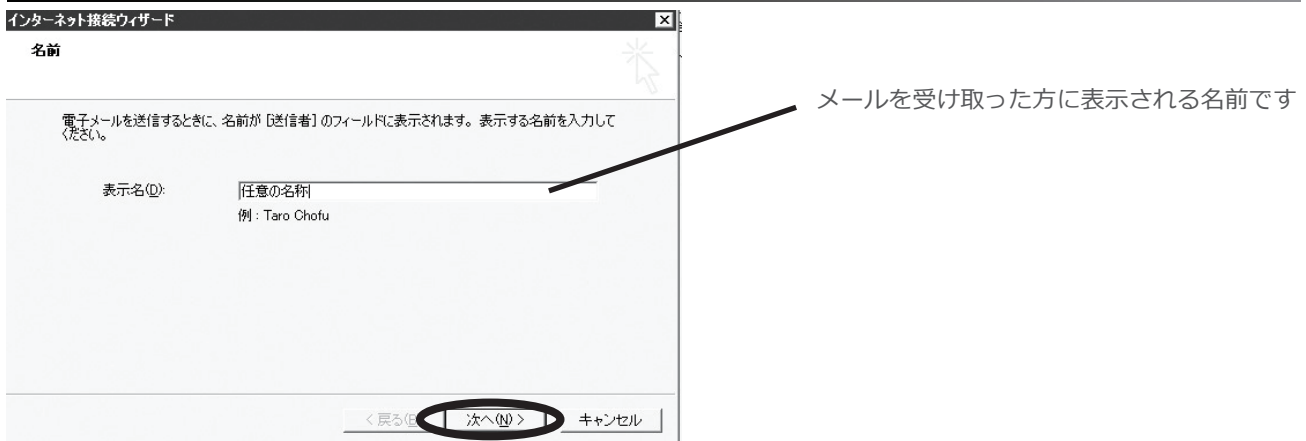 インターネット接続ウィザード
名前
メールを受け取った方に表示される名前です
電子メールを送信するときに、名前が [送信者] のフィールドに表示されます。表示する名前を入力して
ください。
表示名(D):
任意の名称
例 : Taro Chofu
< 戻る(B
次へ(N) >
キャンセル